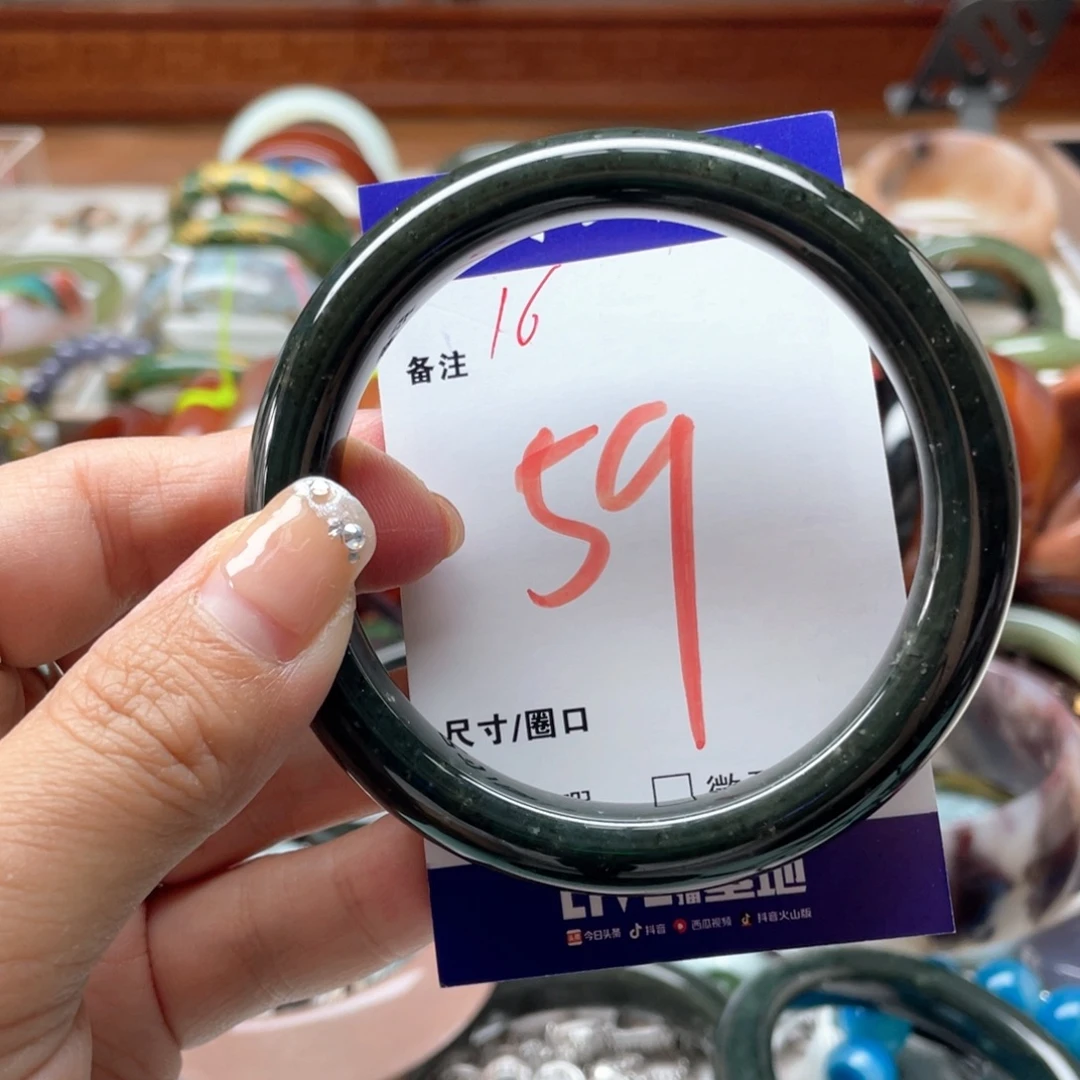 16
备注
59
尺寸/圈口
今日头条 抖音 西瓜视频 抖音火山版